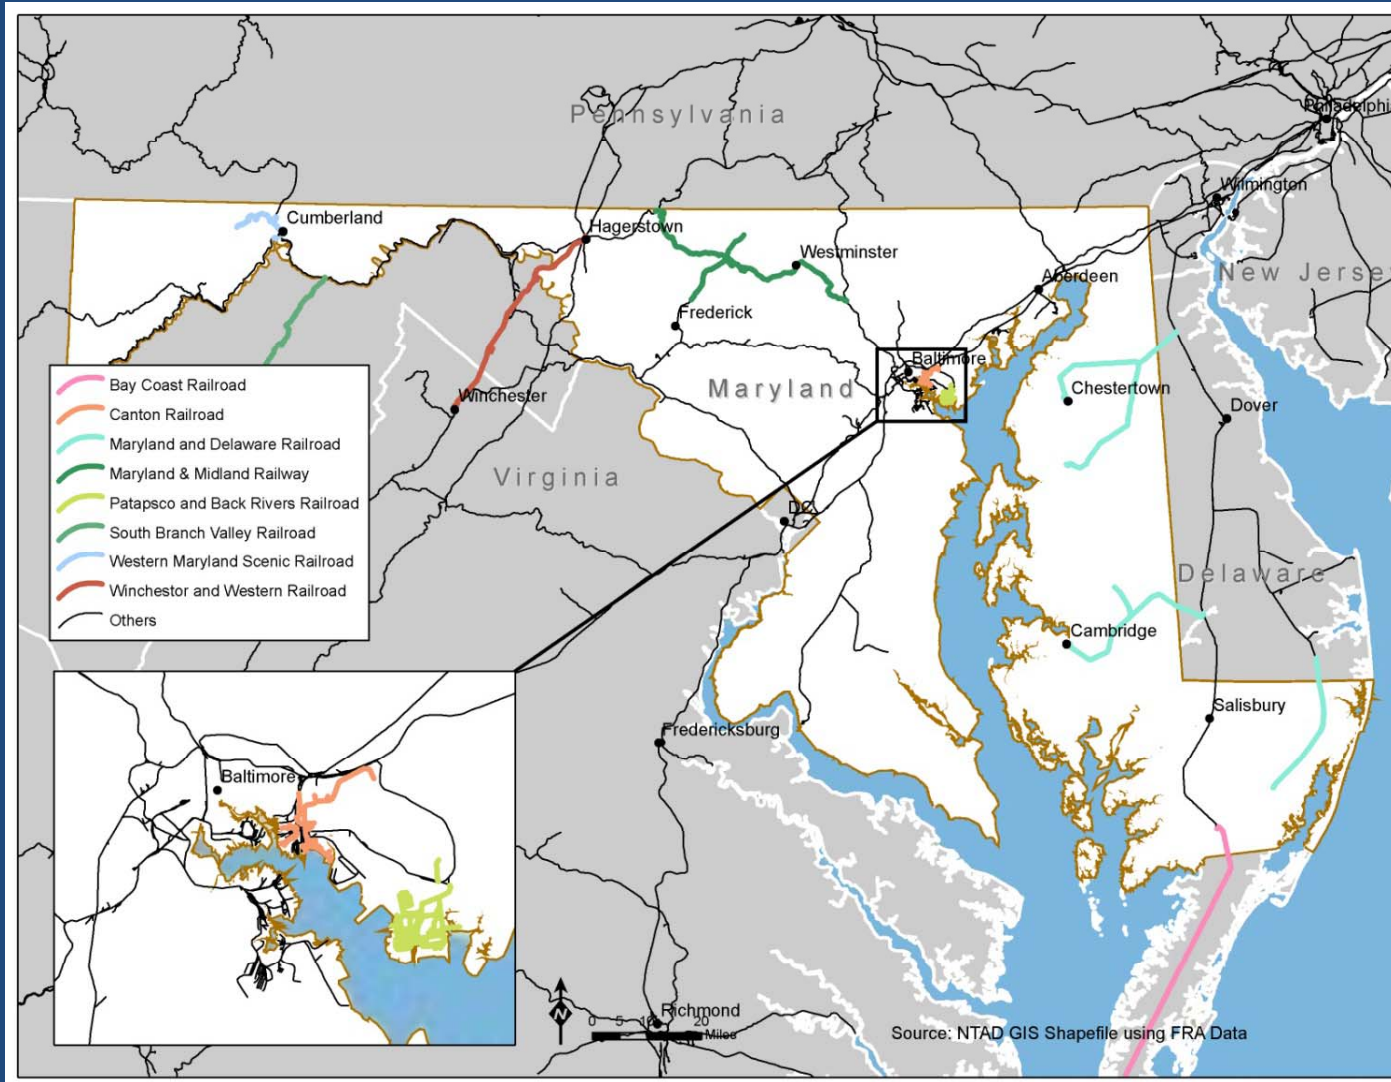 Pennsylvania
Philadelphi
Wilmington
Cumberland
Hagerstown
Westminster
New Jersey
Aberdeen
Frederick
Baltimore
Maryland
Chestertown
Winchester
Dover
Bay Coast Railroad
Canton Railroad
Maryland and Delaware Railroad
Maryland & Midland Railway
Patapsco and Back Rivers Railroad
South Branch Valley Railroad
Western Maryland Scenic Railroad
Winchestor and Western Railroad
Others
Virginia
DC
Delaware
Cambridge
Salisbury
Fredericksburg
Baltimore
Richmond
N
0 5 10 20
Miles
Source: NTAD GIS Shapefile using FRA Data